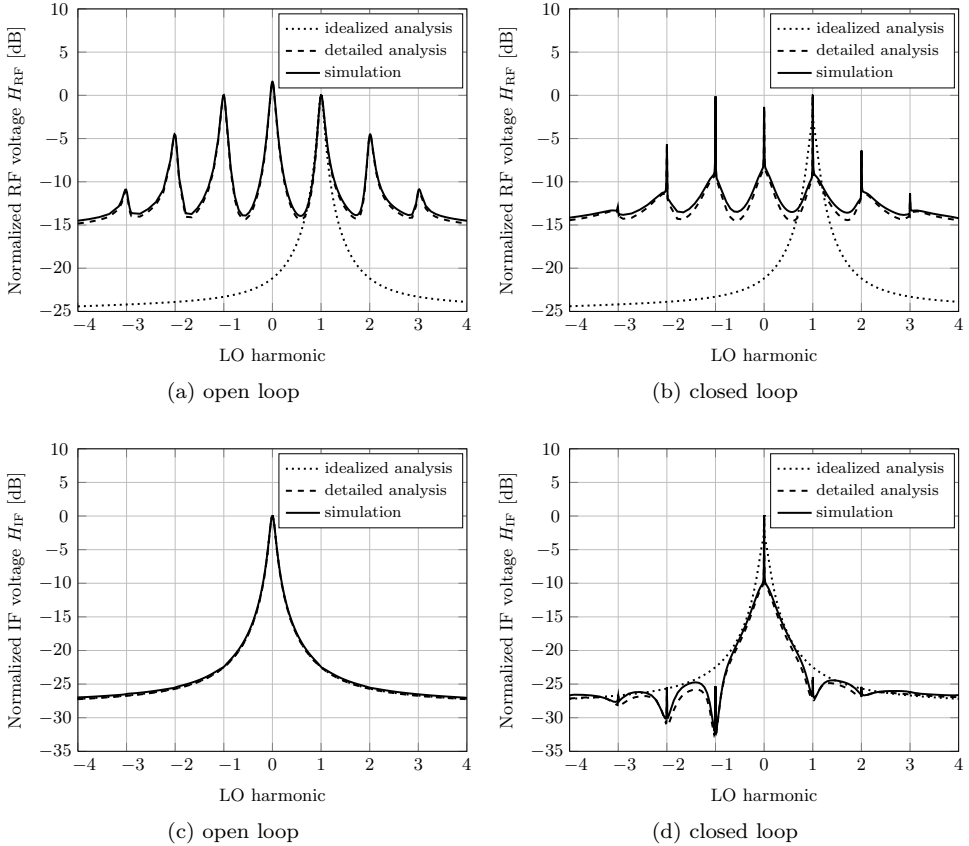 Normalized RF voltage H_RF [dB]
10
5
0
−5
−10
−15
−20
−25
−4 −3 −2 −1 0 1 2 3 4
LO harmonic
idealized analysis
detailed analysis
simulation
(a) open loop
Normalized RF voltage H_RF [dB]
10
5
0
−5
−10
−15
−20
−25
−4 −3 −2 −1 0 1 2 3 4
LO harmonic
idealized analysis
detailed analysis
simulation
(b) closed loop
Normalized IF voltage H_IF [dB]
10
5
0
−5
−10
−15
−20
−25
−30
−35
−4 −3 −2 −1 0 1 2 3 4
LO harmonic
idealized analysis
detailed analysis
simulation
(c) open loop
Normalized IF voltage H_IF [dB]
10
5
0
−5
−10
−15
−20
−25
−30
−35
−4 −3 −2 −1 0 1 2 3 4
LO harmonic
idealized analysis
detailed analysis
simulation
(d) closed loop